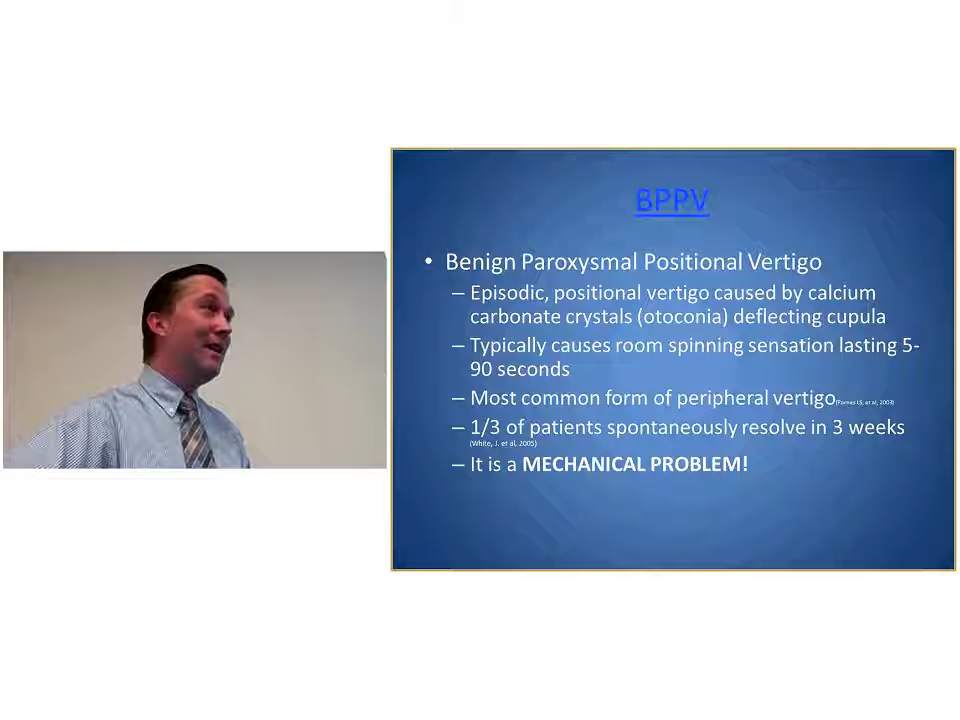 BPPV
• Benign Paroxysmal Positional Vertigo
– Episodic, positional vertigo caused by calcium
carbonate crystals (otoconia) deflecting cupula
– Typically causes room spinning sensation lasting 5-
90 seconds
– Most common form of peripheral vertigo(Parnes LS, et al, 2003)
– 1/3 of patients spontaneously resolve in 3 weeks
(White, J. et al. 2005)
– It is a MECHANICAL PROBLEM!